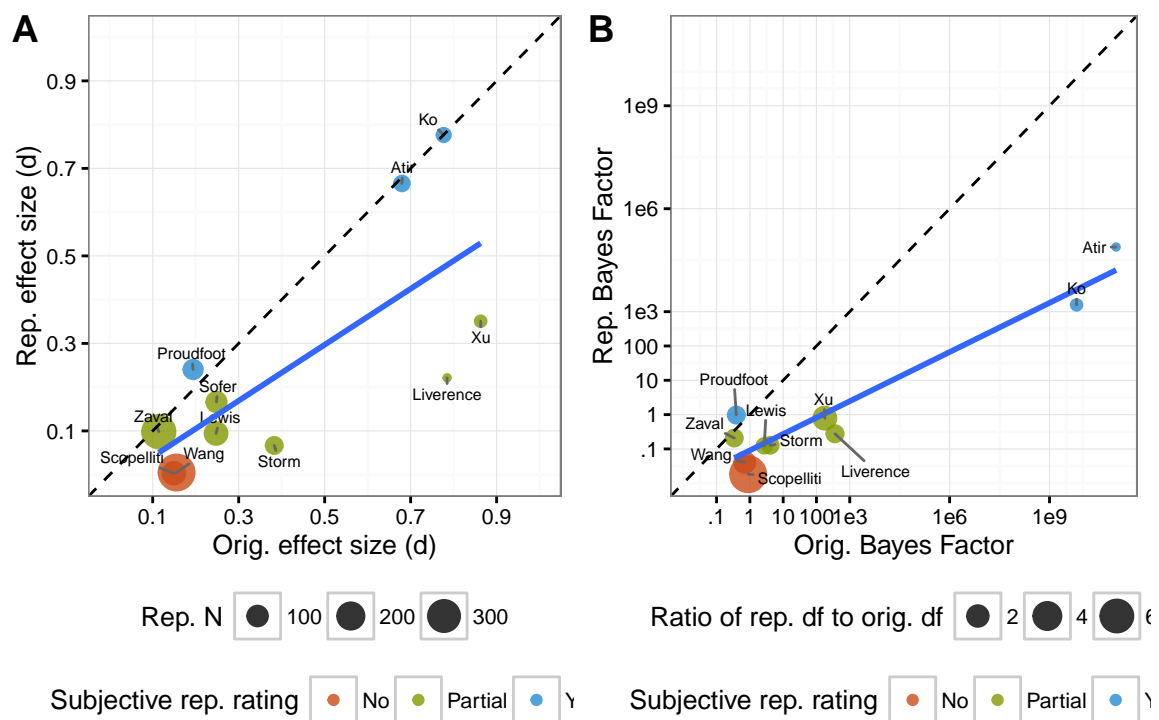 A
Rep. effect size (d)
0.9
0.7
0.5
0.3
0.1
Ko
Atir
Xu
Liverence
Proudfoot
Sofer
Zaval
Lewis
Scopelliti
Wang
Storm
0.1 0.3 0.5 0.7 0.9
Orig. effect size (d)
Rep. N 100 200 300
Subjective rep. rating No Partial Y
B
Rep. Bayes Factor
1e9
1e6
1e3
100
10
1
.1
Atir
Ko
Proudfoot
Xu
Lewis
Zaval
Storm
Wang
Liverence
Scopelliti
.1 1 10 100 1e3 1e6 1e9
Orig. Bayes Factor
Ratio of rep. df to orig. df 2 4 6
Subjective rep. rating No Partial Y